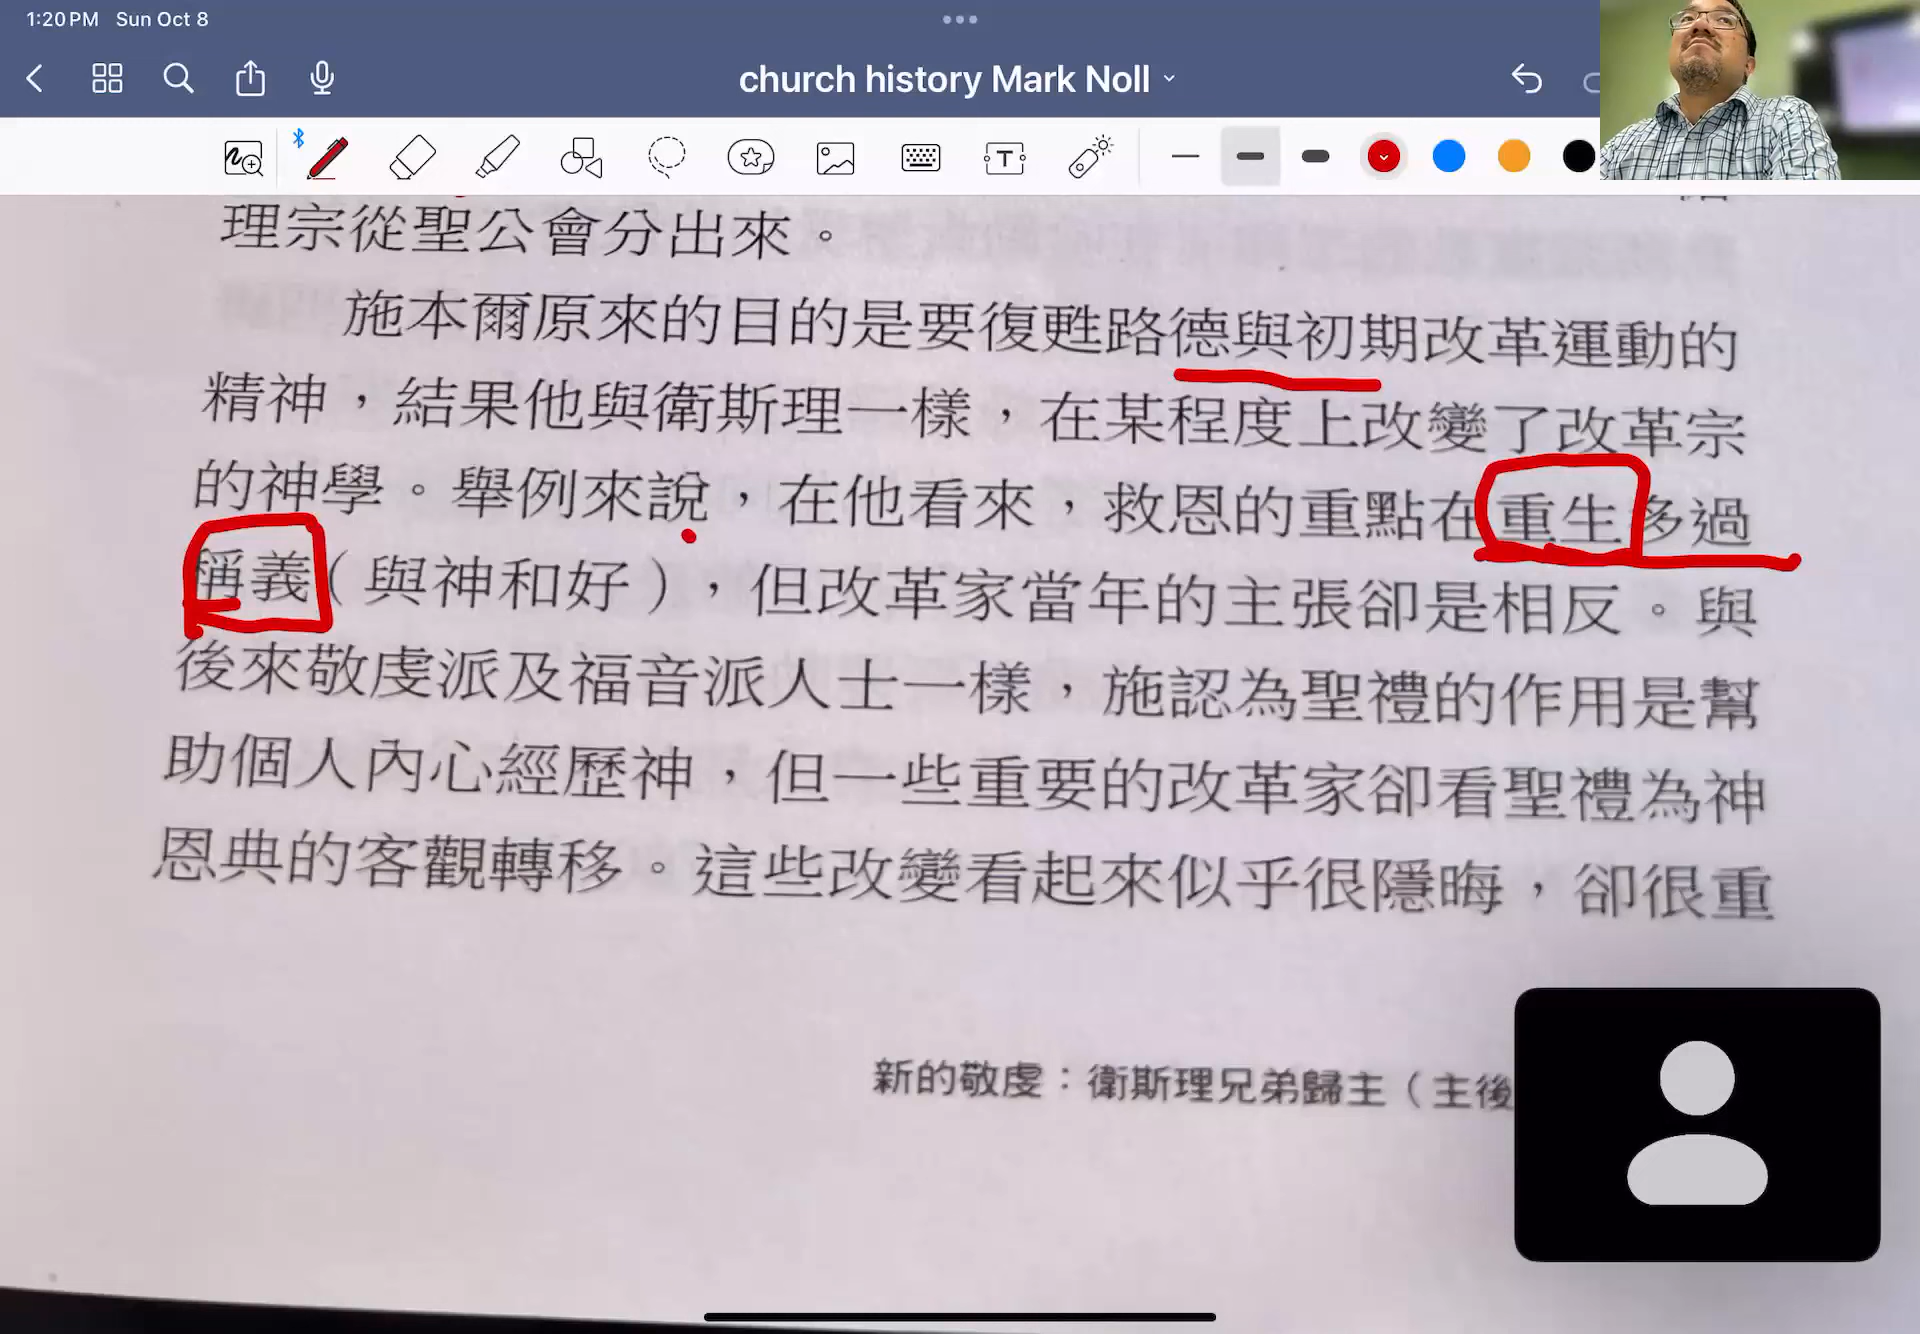 1:20 PM Sun Oct 8
church history Mark Noll
T
理宗從聖公會分出來。
施本爾原來的目的是要復甦路德與初期改革運動的
精神，結果他與衛斯理一樣，在某程度上改變了改革宗
的神學。舉例來說，在他看來，救恩的重點在重生多過
稱義（與神和好），但改革家當年的主張卻是相反。與
後來敬虔派及福音派人士一樣，施認為聖禮的作用是幫
助個人內心經歷神，但一些重要的改革家卻看聖禮為神
恩典的客觀轉移。這些改變看起來似乎很隱晦，卻很重
新的敬虔：衛斯理兄弟歸主（主後